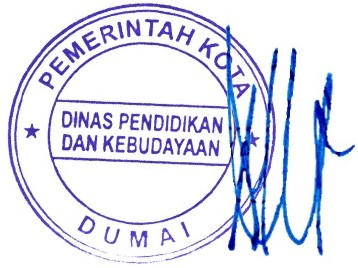 PEMERINTAH KOTA
DINAS PENDIDIKAN
DAN KEBUDAYAAN
DUMAI